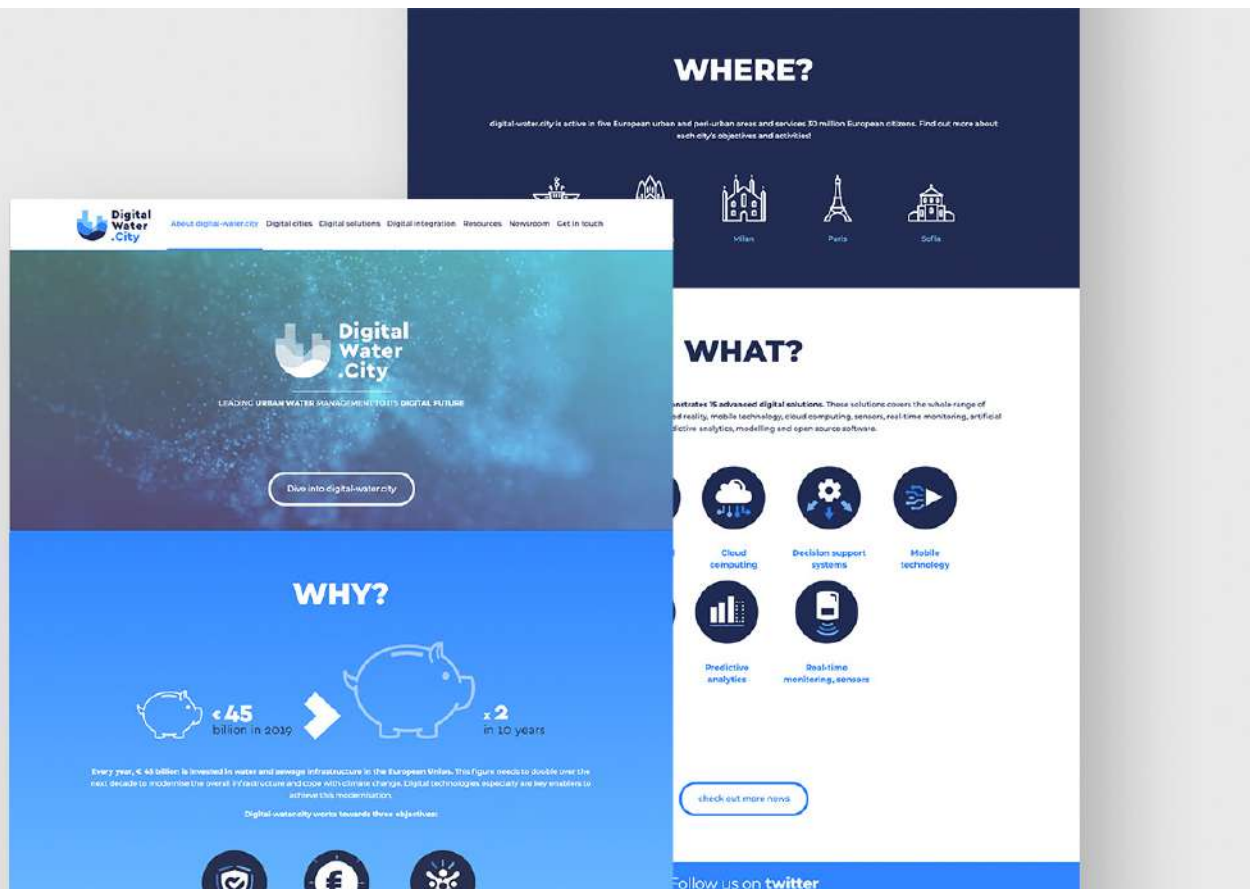 WHERE?
digital-water.city is active in five European urban and peri-urban areas and services 30 million European citizens. Find out more about
each city's objectives and activities!
Milan
Paris
Sofia
Digital
Water
.City
About digital-water.city Digital cities Digital solutions Digital integration Resources Newsroom Get in touch
Digital
Water
.City
LEADING URBAN WATER MANAGEMENT TO ITS DIGITAL FUTURE
Dive into digital-water.city
WHY?
€ 45
billion in 2019
x 2
in 10 years
Every year, € 45 billion is invested in water and sewage infrastructure in the European Union. This figure needs to double over the
next decade to modernise the overall infrastructure and cope with climate change. Digital technologies especially are key enablers to
achieve this modernisation.
Digital-water.city works towards three objectives:
WHAT?
15 advanced digital solutions. These solutions covers the whole range of
reality, mobile technology, cloud computing, sensors, real-time monitoring, artificial
analytics, modelling and open source software.
Cloud
computing
Decision support
systems
Mobile
technology
Predictive
analytics
Real-time
monitoring, sensors
check out more news
Follow us on twitter